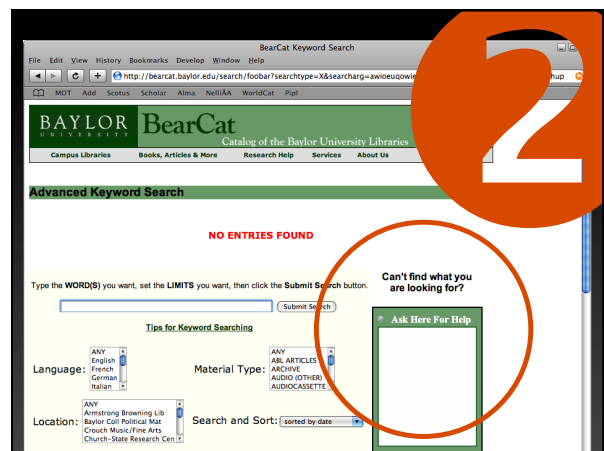 BearCat Keyword Search
File Edit View History Bookmarks Develop Window Help
http://bearcat.baylor.edu/search/foobar?searchtype=X&searcharg=awioeuqowie
hup
MOT Add Scotus Scholar Alma NelliÅA WorldCat Pipl
2
BAYLOR
UNIVERSITY
BearCat
Catalog of the Baylor University Libraries
Campus Libraries Books, Articles & More Research Help Services About Us
Advanced Keyword Search
NO ENTRIES FOUND
Can't find what you
are looking for?
Type the WORD(S) you want, set the LIMITS you want, then click the Submit Search button.
Submit Search
Tips for Keyword Searching
Ask Here For Help
Language:
ANY
English
French
German
Italian
Material Type:
ANY
ABL ARTICLES
ARCHIVE
AUDIO (OTHER)
AUDIOCASSETTE
Location:
ANY
Armstrong Browning Lib
Baylor Coll Political Mat
Crouch Music/Fine Arts
Church-State Research Cen
Search and Sort: sorted by date